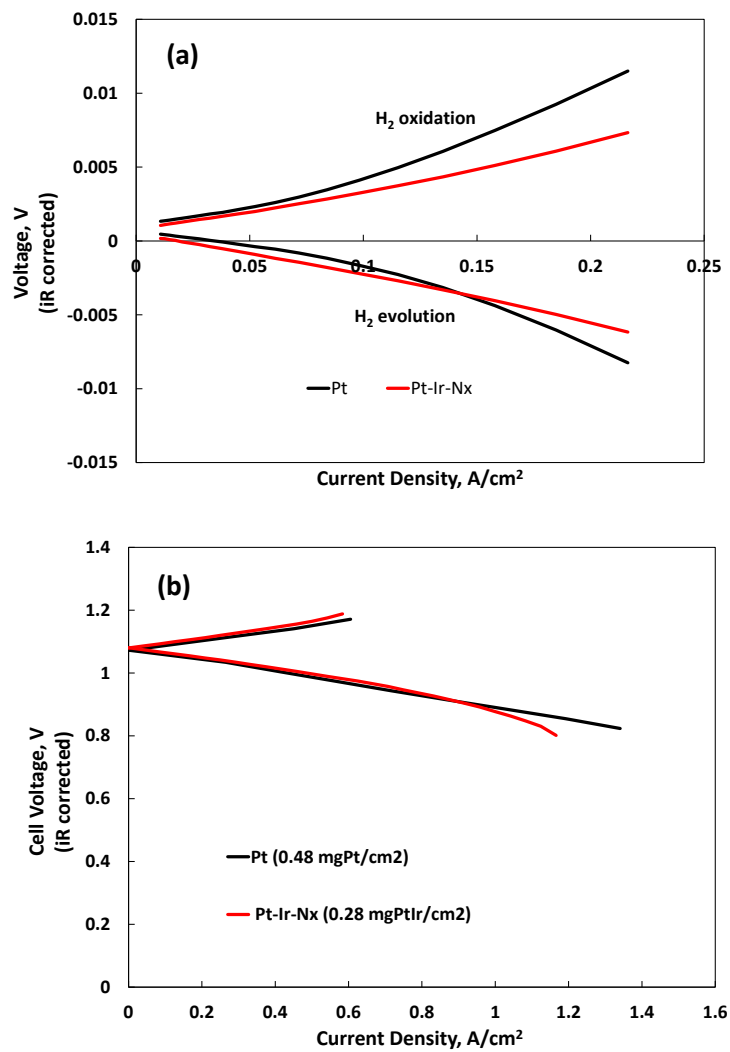 (a)
0.015
0.01
0.005
0
-0.005
-0.01
-0.015
0
0.05
0.1
0.15
0.2
0.25
Voltage, V
(iR corrected)
H2 oxidation
H2 evolution
Pt
Pt-Ir-Nx
Current Density, A/cm²
(b)
1.4
1.2
1
0.8
0.6
0.4
0.2
0
Cell Voltage, V
(iR corrected)
Pt (0.48 mgPt/cm2)
Pt-Ir-Nx (0.28 mgPtIr/cm2)
0
0.2
0.4
0.6
0.8
1
1.2
1.4
1.6
Current Density, A/cm²